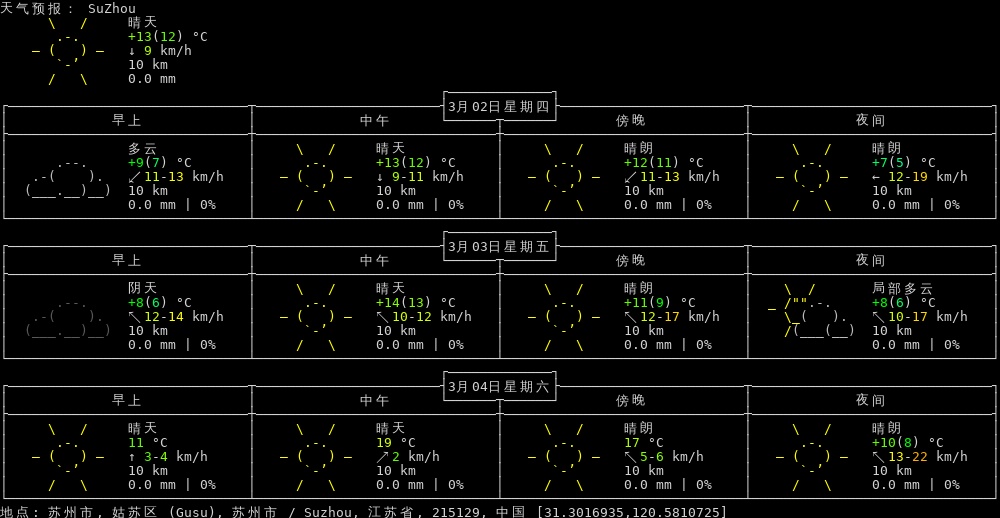 天气预报： SuZhou
晴天
+13(12) °C
↓ 9 km/h
10 km
0.0 mm
3月02日星期四
早上 中午 傍晚 夜间
多云 晴天 晴朗 晴朗
+9(7) °C +13(12) °C +12(11) °C +7(5) °C
↙ 11-13 km/h ↓ 9-11 km/h ↙ 11-13 km/h ← 12-19 km/h
10 km 10 km 10 km 10 km
0.0 mm | 0% 0.0 mm | 0% 0.0 mm | 0% 0.0 mm | 0%
3月03日星期五
早上 中午 傍晚 夜间
阴天 晴天 晴朗 局部多云
+8(6) °C +14(13) °C +11(9) °C +8(6) °C
↖ 12-14 km/h ↖ 10-12 km/h ↖ 12-17 km/h ↖ 10-17 km/h
10 km 10 km 10 km 10 km
0.0 mm | 0% 0.0 mm | 0% 0.0 mm | 0% 0.0 mm | 0%
3月04日星期六
早上 中午 傍晚 夜间
晴天 晴天 晴朗 晴朗
11 °C 19 °C 17 °C +10(8) °C
↑ 3-4 km/h ↗ 2 km/h ↖ 5-6 km/h ↖ 13-22 km/h
10 km 10 km 10 km 10 km
0.0 mm | 0% 0.0 mm | 0% 0.0 mm | 0% 0.0 mm | 0%
地点: 苏州市, 姑苏区 (Gusu), 苏州市 / Suzhou, 江苏省, 215129, 中国 [31.3016935,120.5810725]